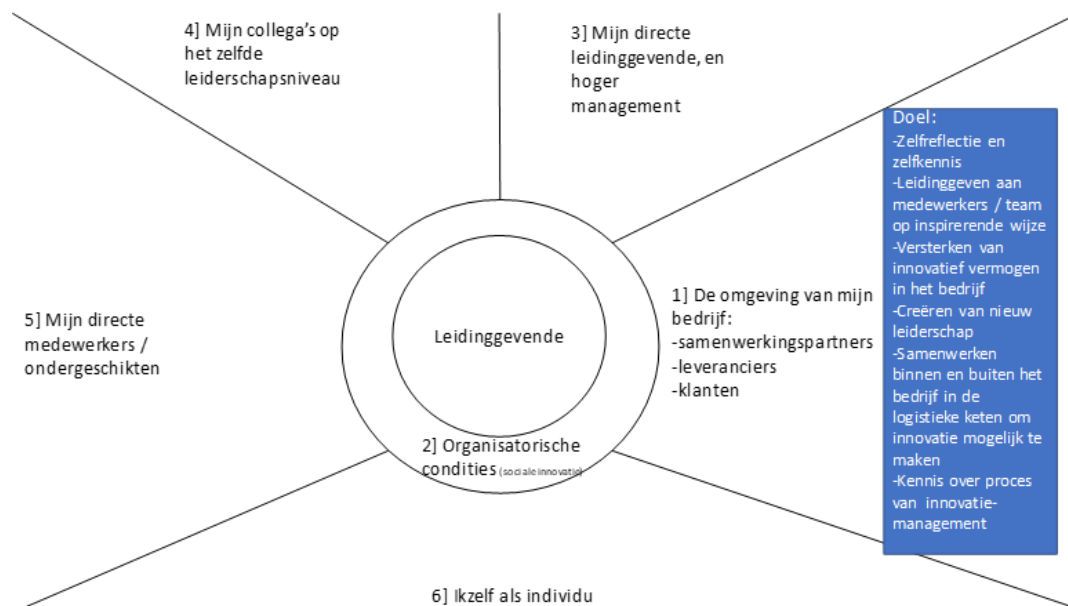 4] Mijn collega's op
het zelfde
leiderschapsniveau
3] Mijn directe
leidinggevende, en
hoger
management
Doel:
-Zelfreflectie en
zelfkennis
-Leidinggeven aan
medewerkers / team
op inspirerende wijze
-Versterken van
innovatief vermogen
in het bedrijf
-Creëren van nieuw
leiderschap
-Samenwerken
binnen en buiten het
bedrijf in de
logistieke keten om
innovatie mogelijk te
maken
-Kennis over proces
van innovatie-
management
1] De omgeving van mijn
bedrijf:
-samenwerkingspartners
-leveranciers
-klanten
Leidinggevende
5] Mijn directe
medewerkers /
ondergeschikten
2] Organisatorische
condities (sociale innovatie)
6] Ikzelf als individu